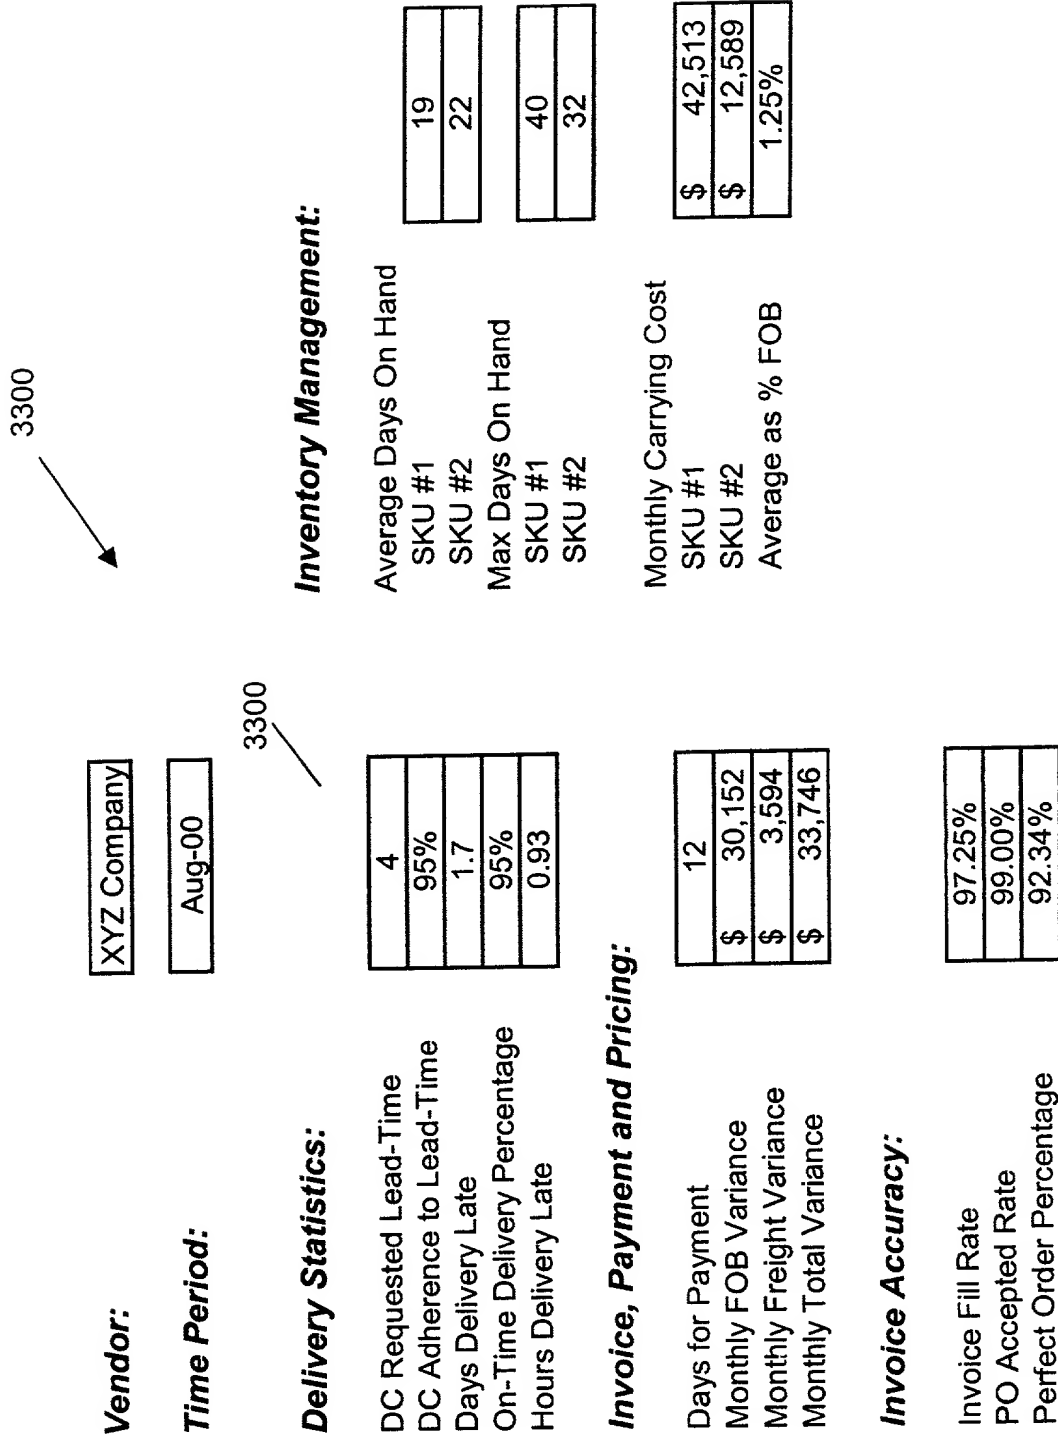 3300
Vendor: XYZ Company
Time Period: Aug-00
3300
Delivery Statistics:
DC Requested Lead-Time 4
DC Adherence to Lead-Time 95%
Days Delivery Late 1.7
On-Time Delivery Percentage 95%
Hours Delivery Late 0.93
Invoice, Payment and Pricing:
Days for Payment 12
Monthly FOB Variance $ 30,152
Monthly Freight Variance $ 3,594
Monthly Total Variance $ 33,746
Invoice Accuracy:
Invoice Fill Rate 97.25%
PO Accepted Rate 99.00%
Perfect Order Percentage 92.34%
Inventory Management:
Average Days On Hand
SKU #1 19
SKU #2 22
Max Days On Hand
SKU #1 40
SKU #2 32
Monthly Carrying Cost
SKU #1 $ 42,513
SKU #2 $ 12,589
Average as % FOB 1.25%